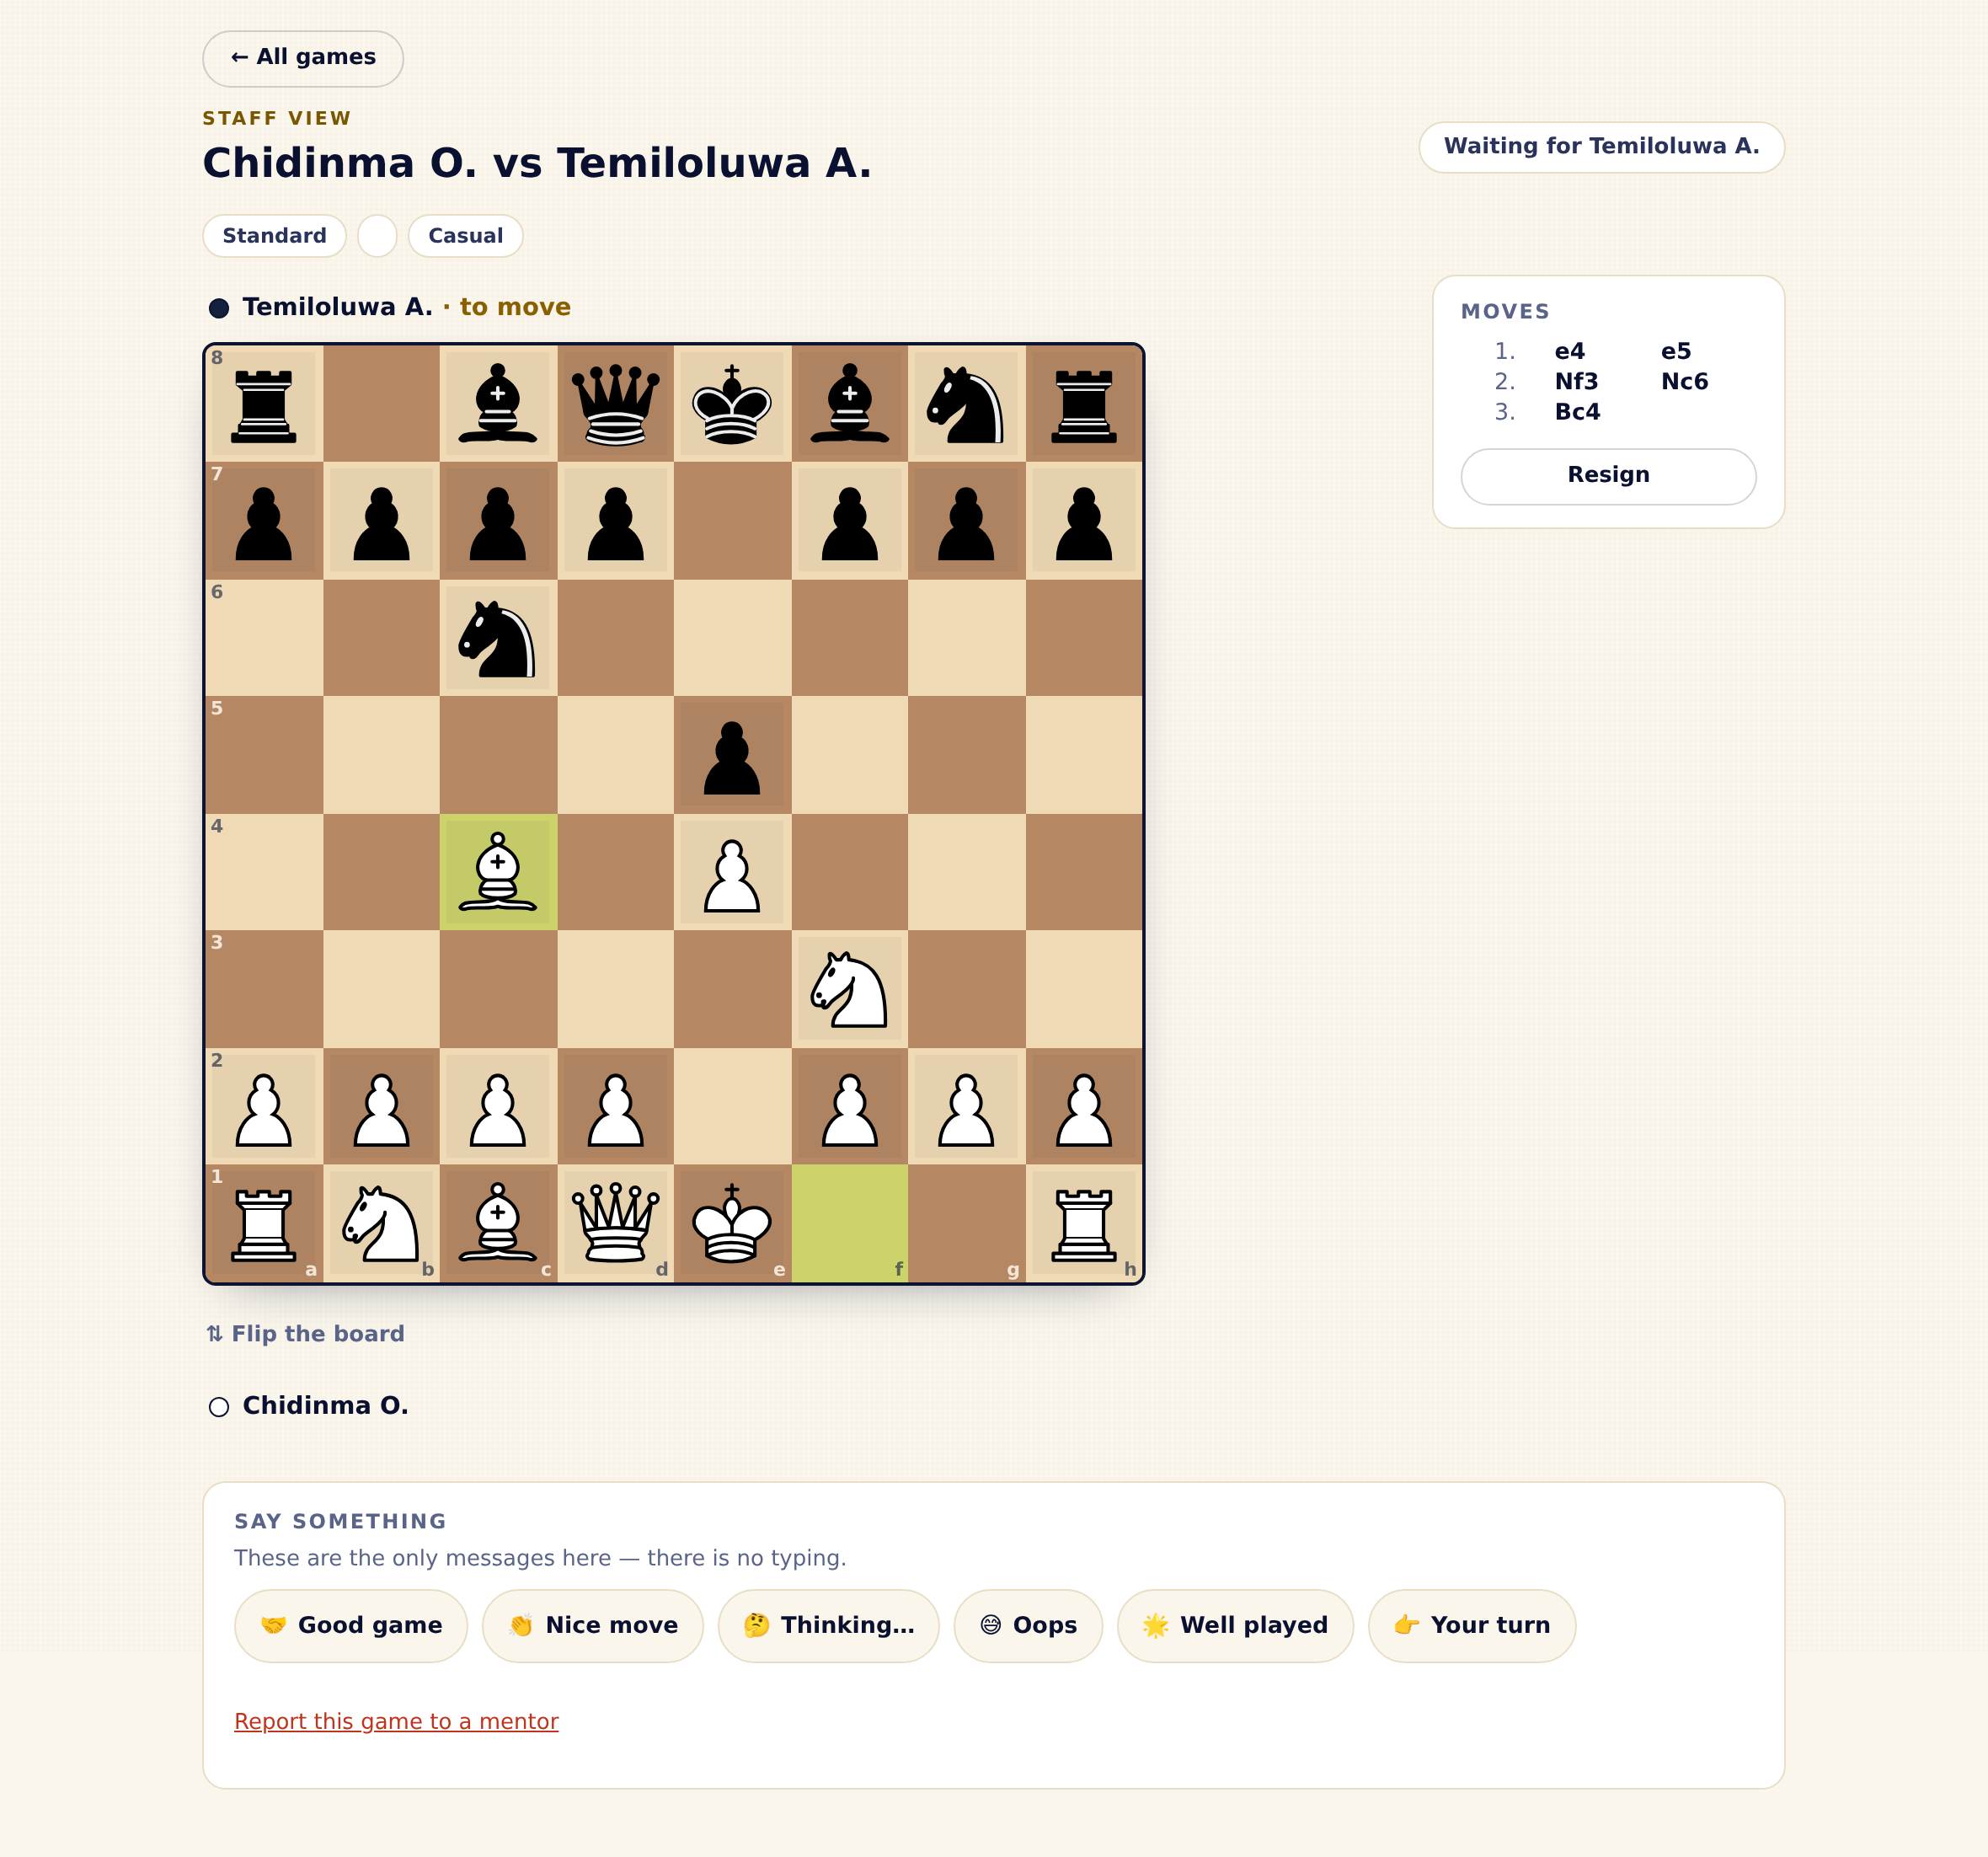 ← All games
STAFF VIEW
Chidinma O. vs Temiloluwa A.
Waiting for Temiloluwa A.
Standard
Casual
Temiloluwa A. · to move
MOVES
1. e4 e5
2. Nf3 Nc6
3. Bc4
Resign
8
7
6
5
4
3
2
1
a b c d e f g h
⇅ Flip the board
Chidinma O.
SAY SOMETHING
These are the only messages here — there is no typing.
🤝 Good game 👏 Nice move 🤔 Thinking… 😅 Oops 🌟 Well played 👉 Your turn
Report this game to a mentor